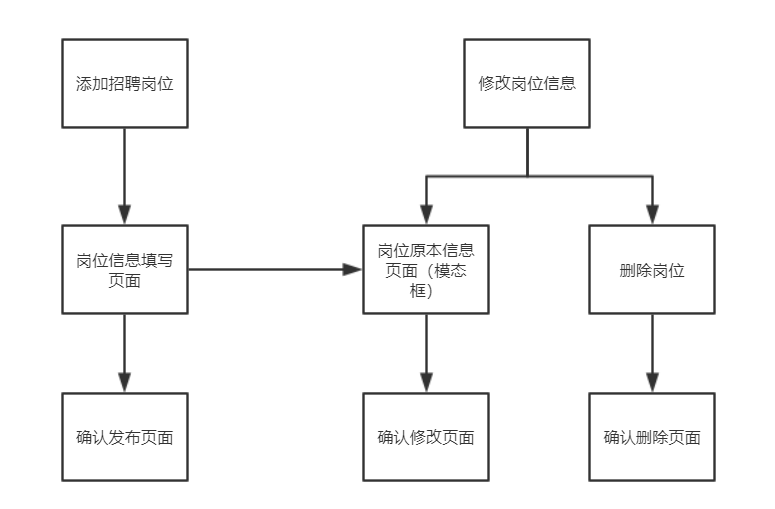 添加招聘岗位
修改岗位信息
岗位信息填写
页面
岗位原本信息
页面（模态
框）
删除岗位
确认发布页面
确认修改页面
确认删除页面